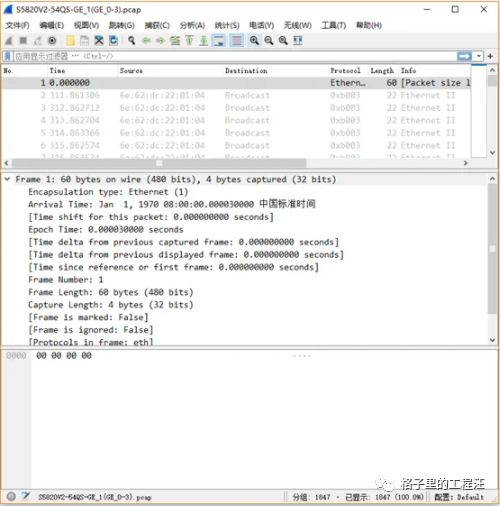 S5820V2-54QS-GE_1(GE_0-3).pcap
文件(F) 编辑(E) 视图(V) 跳转(G) 捕获(C) 分析(A) 统计(S) 电话(Y) 无线(W) 工具(T) 帮助(H)
应用显示过滤器 … <Ctrl-/>
No. Time Source Destination Protocol Length Info
1 0.000000 Ethern… 60 [Packet size l
2 311.861306 6e:62:dc:22:01:04 Broadcast 0xb003 22 Ethernet II
3 312.862712 6e:62:dc:22:01:04 Broadcast 0xb003 22 Ethernet II
4 313.862704 6e:62:dc:22:01:04 Broadcast 0xb003 22 Ethernet II
5 314.863366 6e:62:dc:22:01:04 Broadcast 0xb003 22 Ethernet II
6 315.862574 6e:62:dc:22:01:04 Broadcast 0xb003 22 Ethernet II
Frame 1: 60 bytes on wire (480 bits), 4 bytes captured (32 bits)
Encapsulation type: Ethernet (1)
Arrival Time: Jan 1, 1970 08:00:00.000030000 中国标准时间
[Time shift for this packet: 0.000000000 seconds]
Epoch Time: 0.000030000 seconds
[Time delta from previous captured frame: 0.000000000 seconds]
[Time delta from previous displayed frame: 0.000000000 seconds]
[Time since reference or first frame: 0.000000000 seconds]
Frame Number: 1
Frame Length: 60 bytes (480 bits)
Capture Length: 4 bytes (32 bits)
[Frame is marked: False]
[Frame is ignored: False]
[Protocols in frame: eth]
0000 00 00 00 00 ····
格子里的工程汪
S5820V2-54QS-GE_1(GE_0-3).pcap 分组: 1847 · 已显示: 1847 (100.0%) 配置: Default